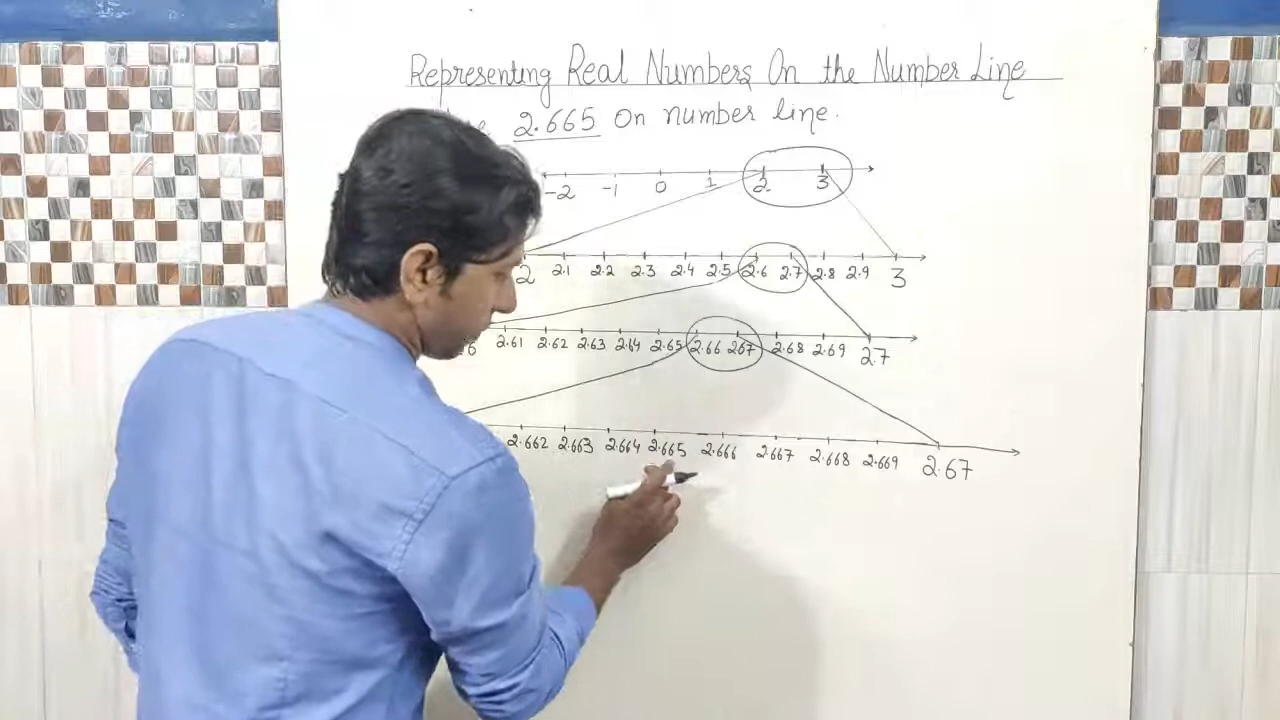 Representing Real Numbers On the Number Line
2.665 on number line.
-2 -1 0 1 2 3
2 2.1 2.2 2.3 2.4 2.5 2.6 2.7 2.8 2.9 3
2.61 2.62 2.63 2.64 2.65 2.66 2.67 2.68 2.69 2.7
2.662 2.663 2.664 2.665 2.666 2.667 2.668 2.669 2.67